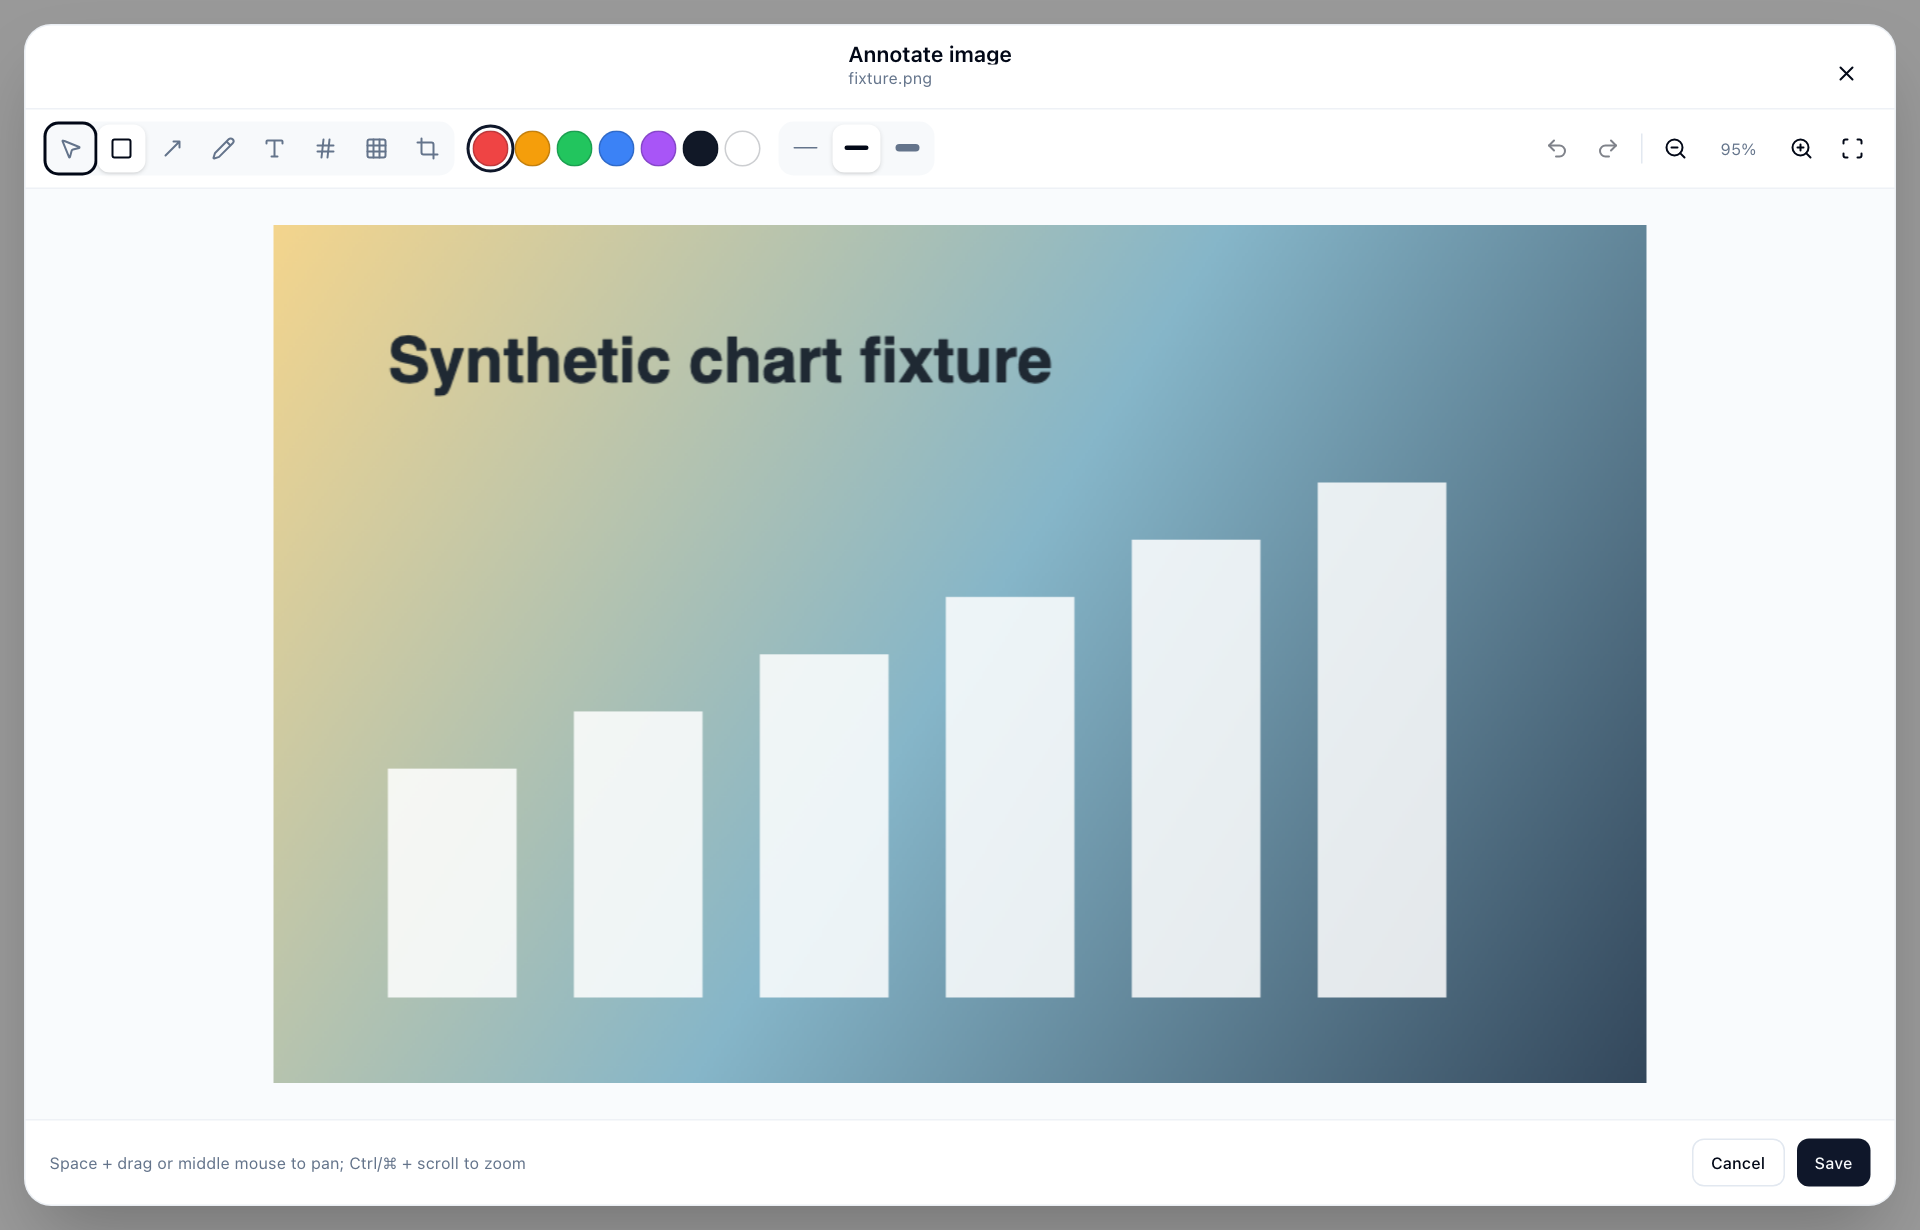 Annotate image
fixture.png
95%
Synthetic chart fixture
Space + drag or middle mouse to pan; Ctrl/⌘ + scroll to zoom
Cancel
Save